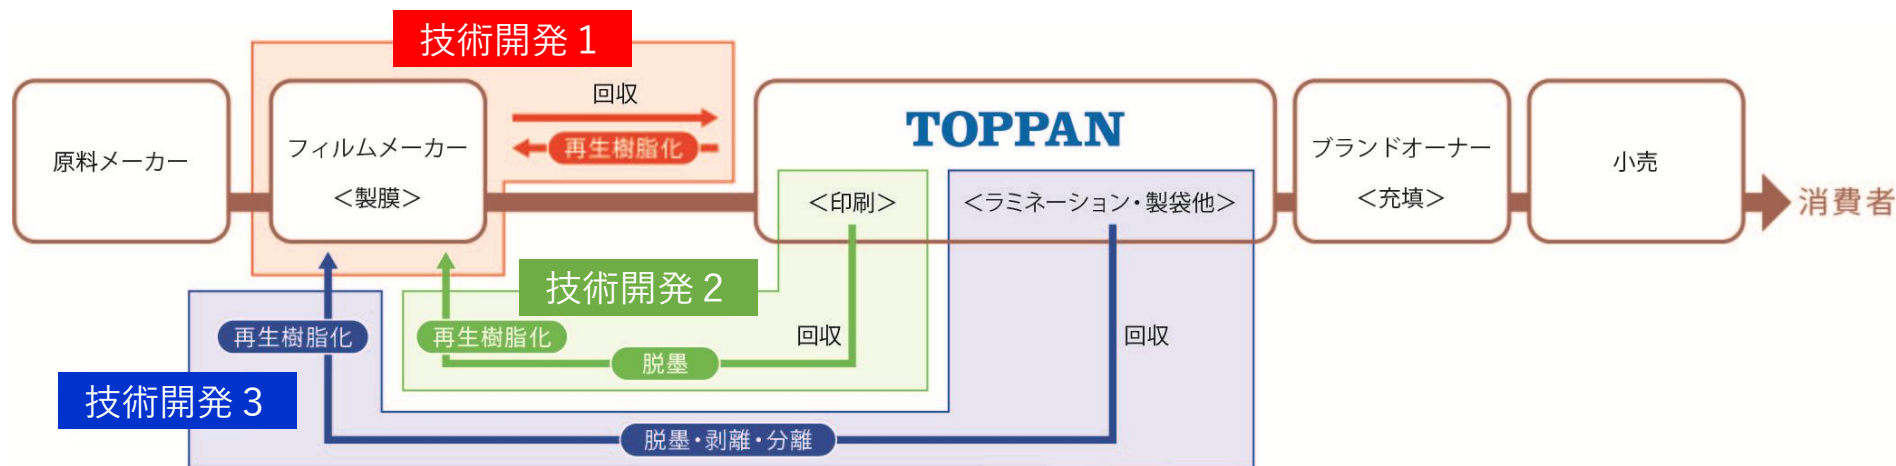 技術開発1
回収
再生樹脂化
原料メーカー
フィルムメーカー
＜製膜＞
TOPPAN
＜印刷＞
＜ラミネーション・製袋他＞
ブランドオーナー
＜充填＞
小売
消費者
技術開発2
再生樹脂化
脱墨
回収
技術開発3
再生樹脂化
脱墨・剥離・分離
回収